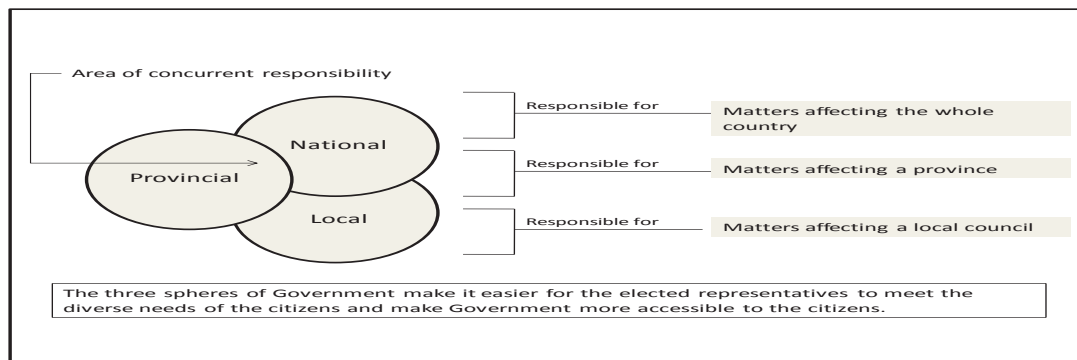 Area of concurrent responsibility
National
Provincial
Local
Responsible for
Matters affecting the whole
country
Responsible for
Matters affecting a province
Responsible for
Matters affecting a local council
The three spheres of Government make it easier for the elected representatives to meet the
diverse needs of the citizens and make Government more accessible to the citizens.